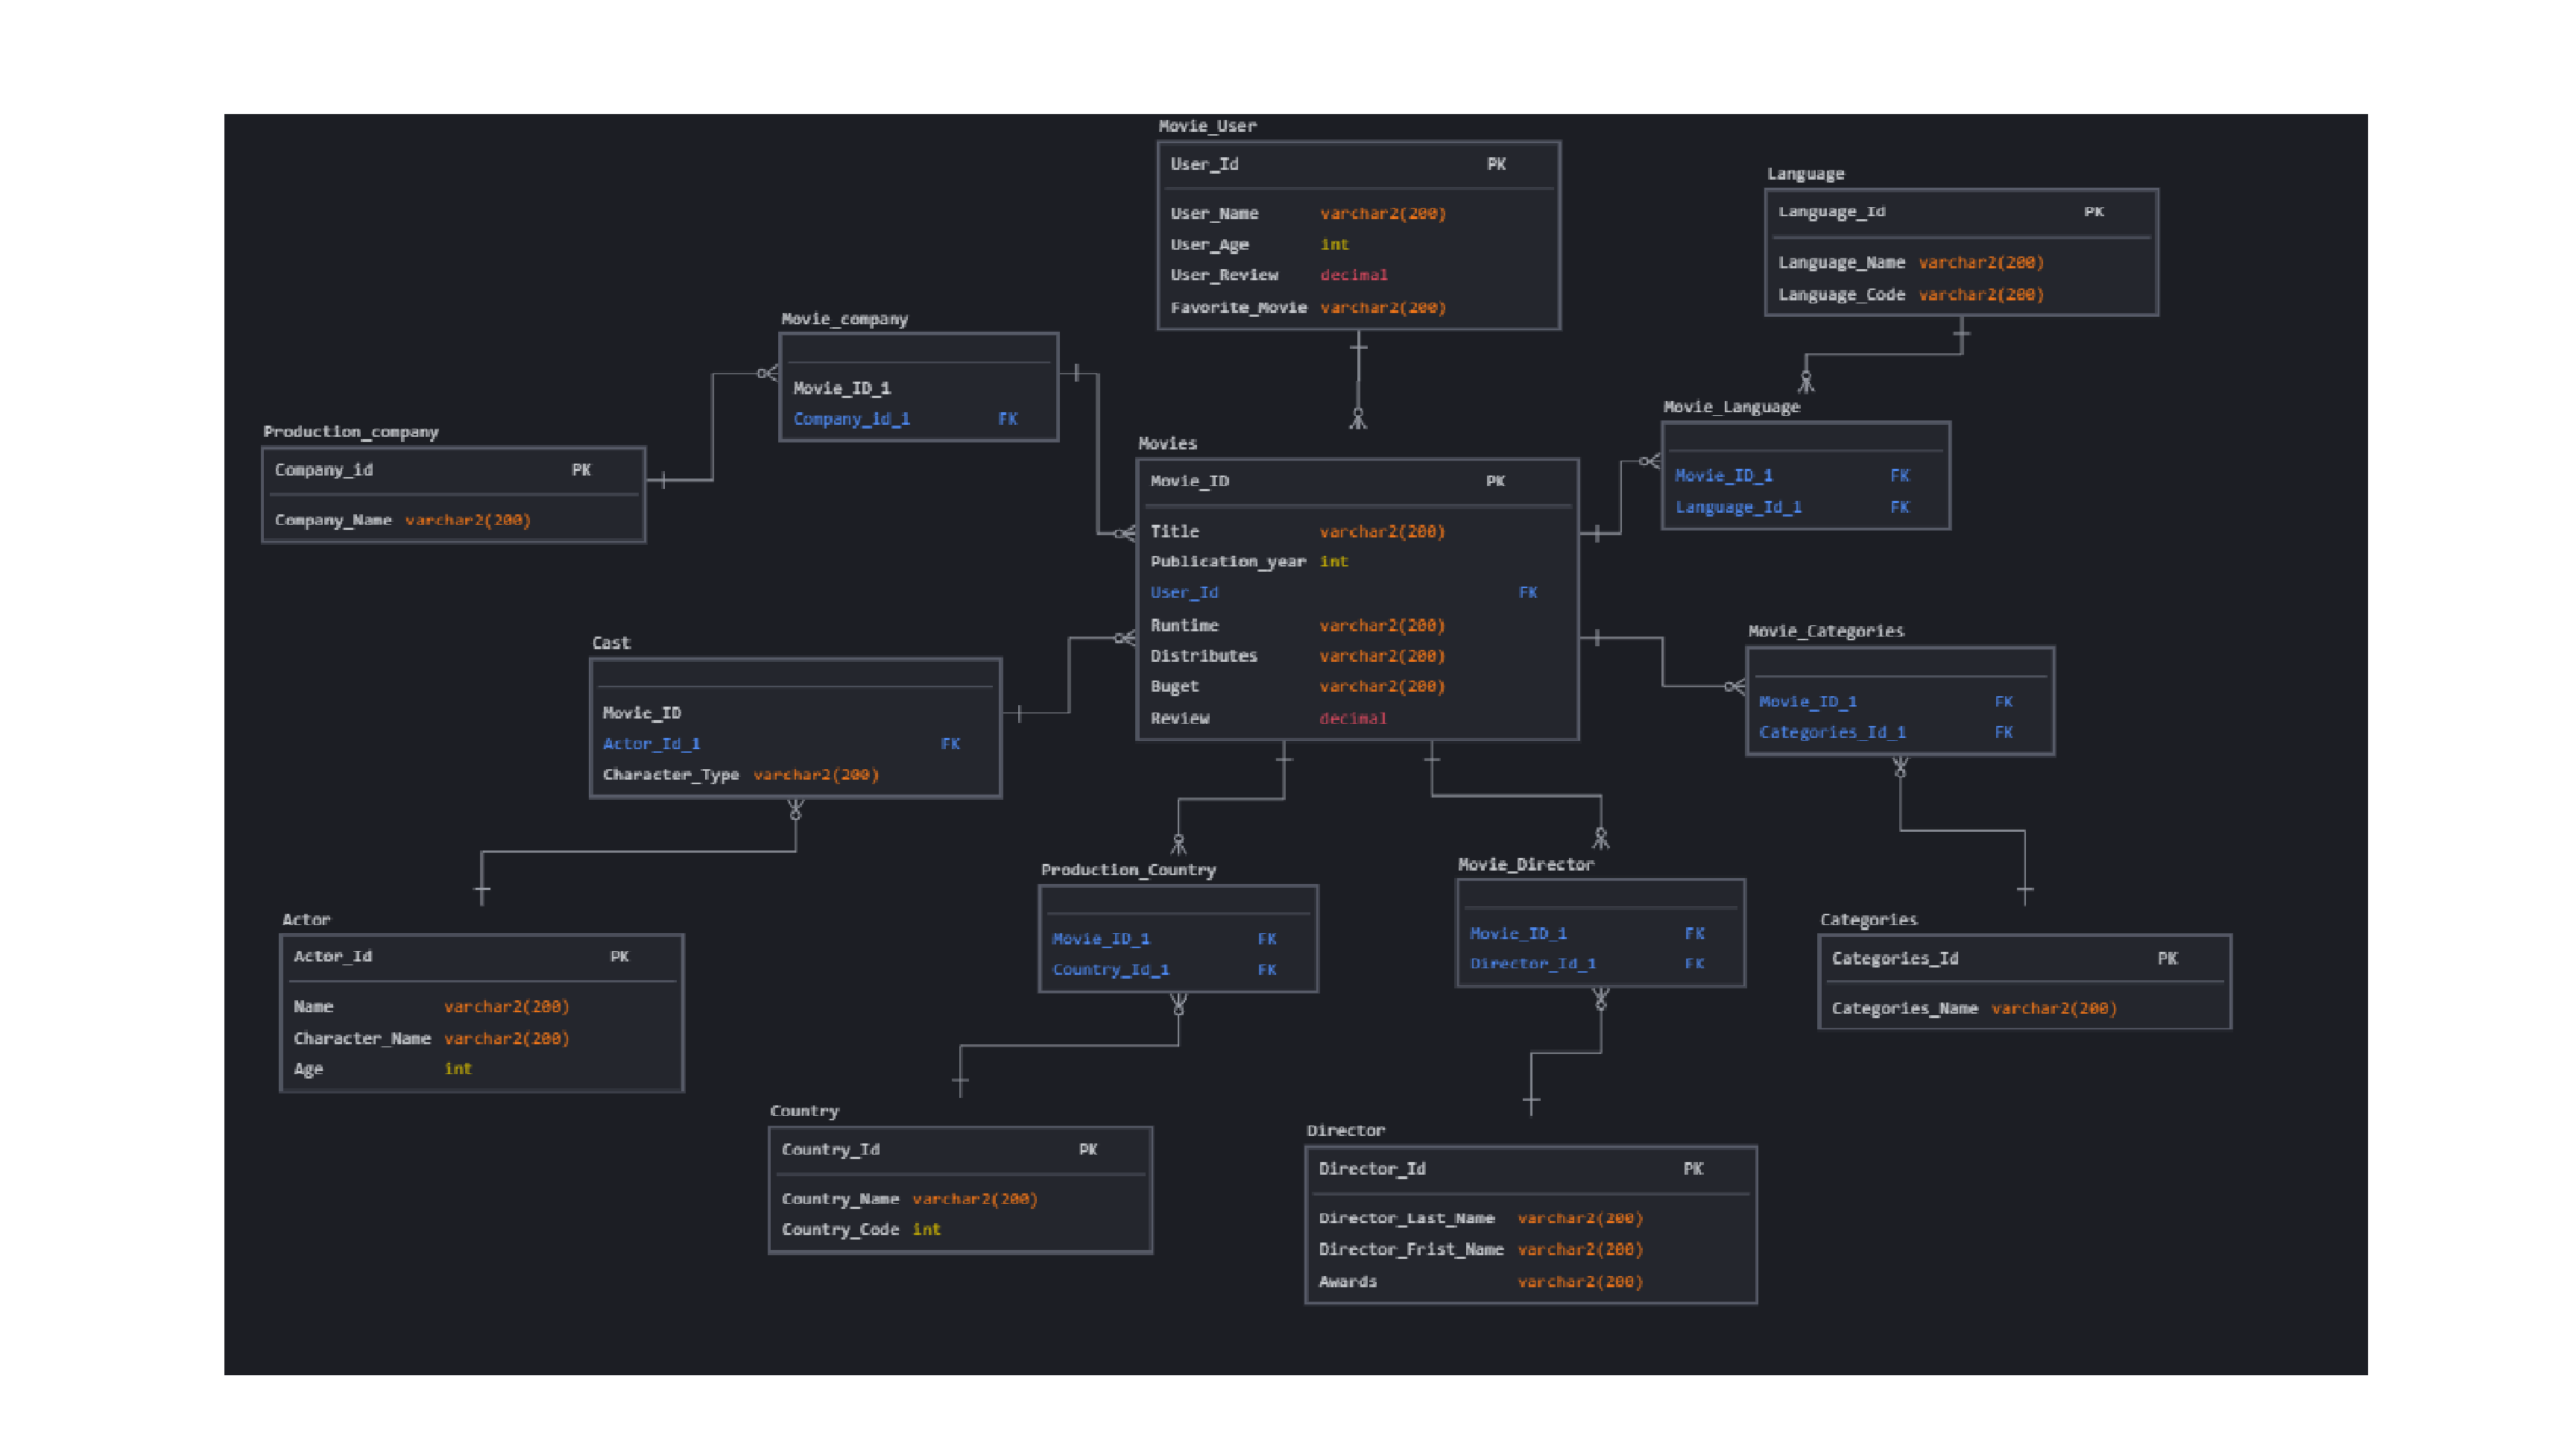 Movie_User
User_Id PK
User_Name varchar2(200)
User_Age int
User_Review decimal
Favorite_Movie varchar2(200)
Language
Language_Id PK
Language_Name varchar2(200)
Language_Code varchar2(200)
Movie_company
Movie_ID_1
Company_id_1 FK
Production_company
Company_id PK
Company_Name varchar2(200)
Movies
Movie_ID PK
Title varchar2(200)
Publication_year int
User_Id FK
Runtime varchar2(200)
Distributes varchar2(200)
Buget varchar2(200)
Review decimal
Movie_Language
Movie_ID_1 FK
Language_Id_1 FK
Cast
Movie_ID
Actor_Id_1 FK
Character_Type varchar2(200)
Movie_Categories
Movie_ID_1 FK
Categories_Id_1 FK
Actor
Actor_Id PK
Name varchar2(200)
Character_Name varchar2(200)
Age int
Production_Country
Movie_ID_1 FK
Country_Id_1 FK
Movie_Director
Movie_ID_1 FK
Director_Id_1 FK
Categories
Categories_Id PK
Categories_Name varchar2(200)
Country
Country_Id PK
Country_Name varchar2(200)
Country_Code int
Director
Director_Id PK
Director_Last_Name varchar2(200)
Director_Frist_Name varchar2(200)
Awards varchar2(200)